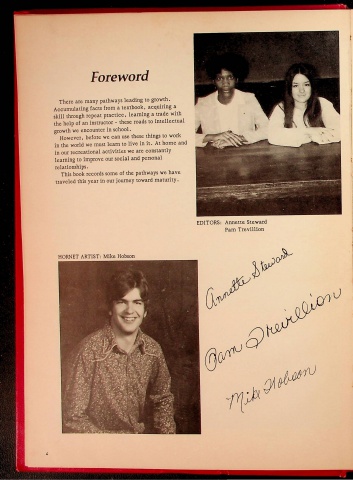 Foreword
There are many pathways leading to growth.
Accumulating facts from a textbook, acquiring a
skill through repeat practice, learning a trade with
the help of an instructor - these roads to intellectual
growth we encounter in school.
However, before we can use these things to work
in the world we must learn to live in it. At home and
in our recreational activities we are constantly
learning to improve our social and personal
relationships.
This book records some of the pathways we have
traveled this year in our journey toward maturity.
EDITORS: Annette Steward
Pam Trevillion
HORNET ARTIST: Mike Hobson
Annette Steward
Pam Trevillion
Mike Hobson